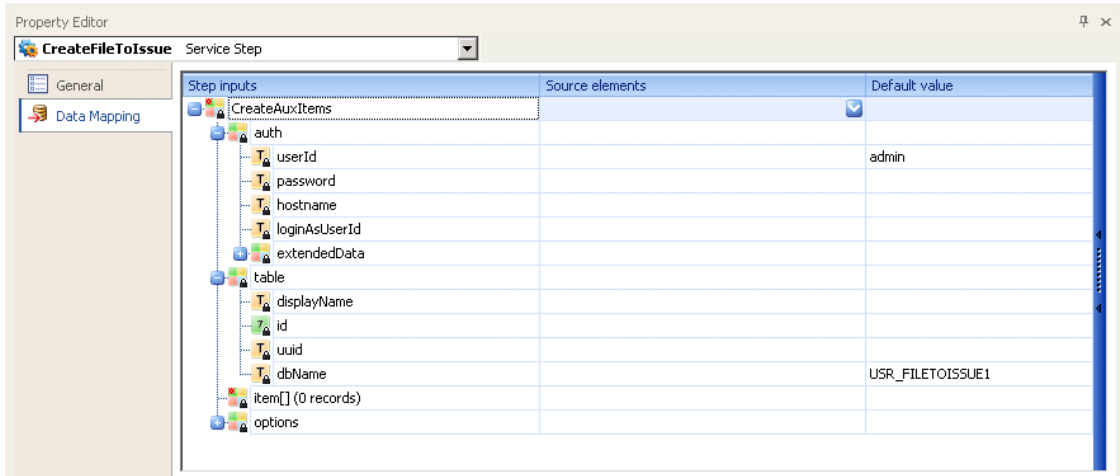 Property Editor
CreateFileToIssue Service Step
General
Data Mapping
Step inputs Source elements Default value
CreateAuxItems
auth
userId admin
password
hostname
loginAsUserId
extendedData
table
displayName
id
uuid
dbName USR_FILETOISSUE1
item[] (0 records)
options